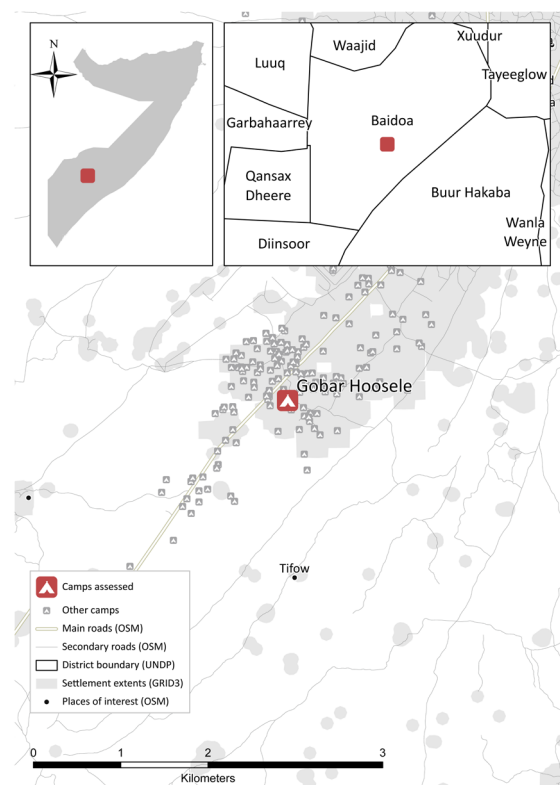 N
Luuq
Waajid
Xuudur
Tayeeglow
Garbahaarrey
Baidoa
Qansax
Dheere
Buur Hakaba
Wanla
Weyne
Diinsoor
Gobar Hoosele
Tifow
Camps assessed
Other camps
Main roads (OSM)
Secondary roads (OSM)
District boundary (UNDP)
Settlement extents (GRID3)
Places of interest (OSM)
0 1 2 3
Kilometers